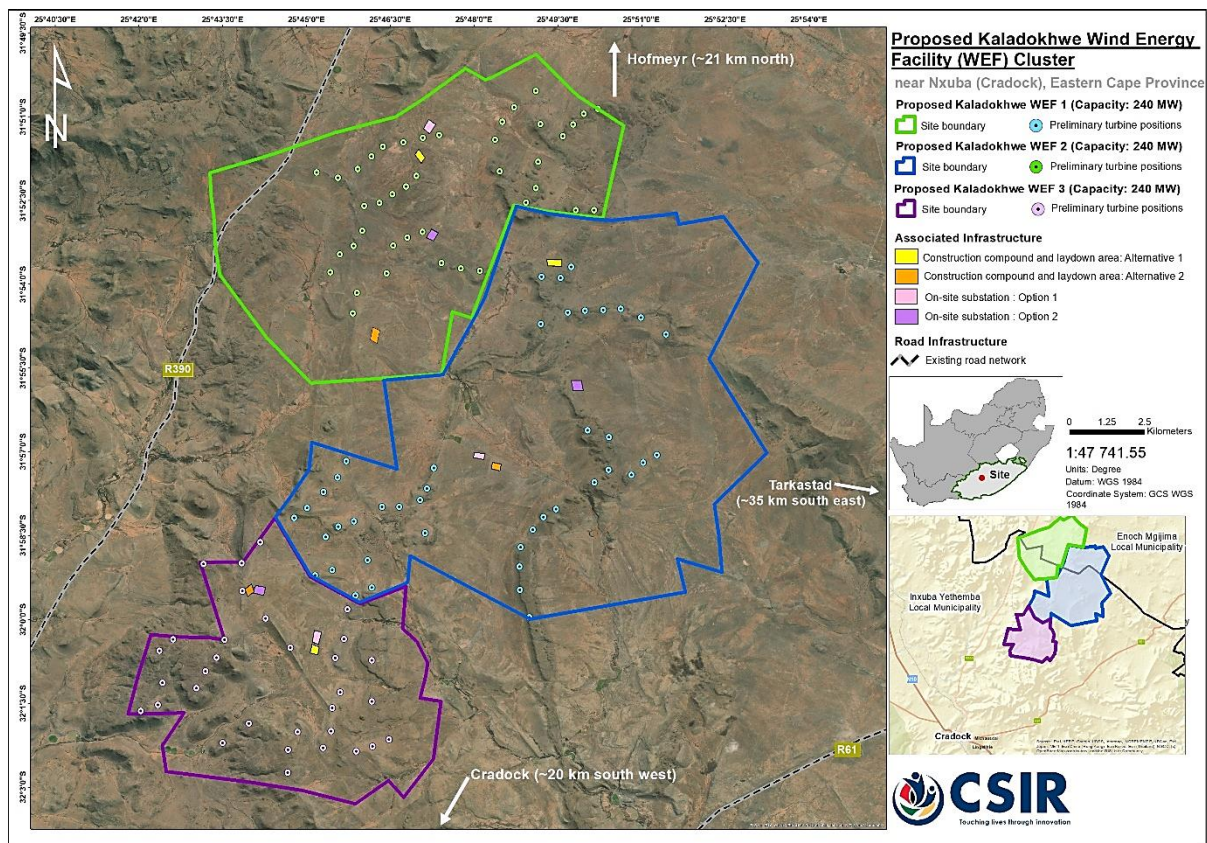 25°40'30"E 25°42'0"E 25°43'30"E 25°45'0"E 25°46'30"E 25°48'0"E 25°49'30"E 25°51'0"E 25°52'30"E 25°54'0"E
31°49'30"S
31°51'0"S
31°52'30"S
31°54'0"S
31°55'30"S
31°57'0"S
31°58'30"S
32°0'0"S
32°1'30"S
32°3'0"S
N
Hofmeyr (~21 km north)
R390
Tarkastad
(~35 km south east)
Cradock (~20 km south west)
R61
Proposed Kaladokhwe Wind Energy
Facility (WEF) Cluster
near Nxuba (Cradock), Eastern Cape Province
Proposed Kaladokhwe WEF 1 (Capacity: 240 MW)
Site boundary Preliminary turbine positions
Proposed Kaladokhwe WEF 2 (Capacity: 240 MW)
Site boundary Preliminary turbine positions
Proposed Kaladokhwe WEF 3 (Capacity: 240 MW)
Site boundary Preliminary turbine positions
Associated Infrastructure
Construction compound and laydown area: Alternative 1
Construction compound and laydown area: Alternative 2
On-site substation : Option 1
On-site substation : Option 2
Road Infrastructure
Existing road network
Site
0 1.25 2.5
Kilometers
1:47 741.55
Units: Degree
Datum: WGS 1984
Coordinate System: GCS WGS
1984
Enoch Mgijima
Local Municipality
Inxuba Yethemba
Local Municipality
Cradock
CSIR
Touching lives through innovation